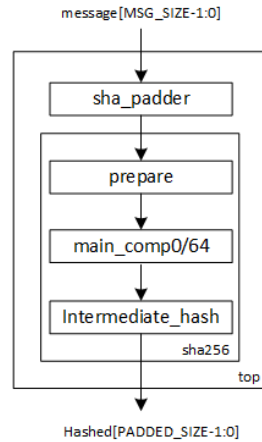 message[MSG_SIZE-1:0]
sha_padder
prepare
main_comp0/64
Intermediate_hash
sha256
top
Hashed[PADDED_SIZE-1:0]